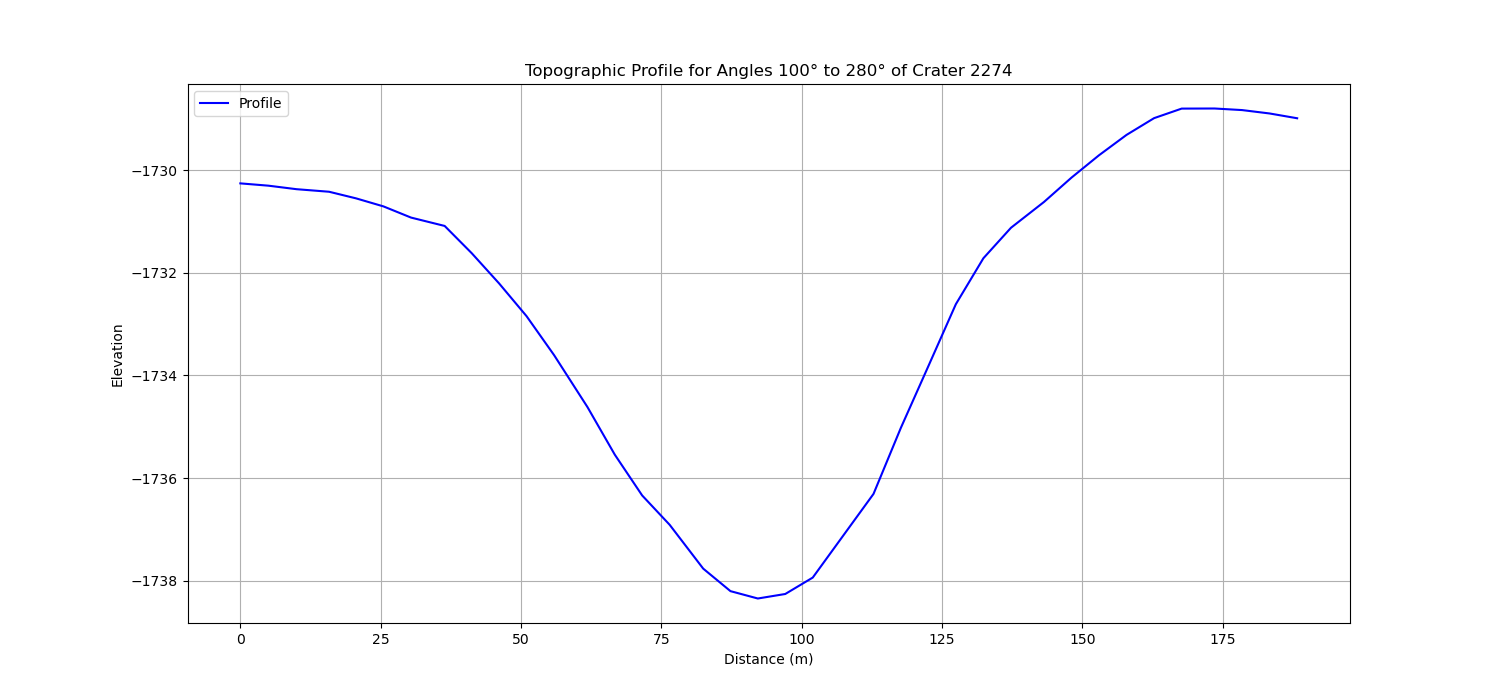 Topographic Profile for Angles 100° to 280° of Crater 2274
Profile
−1730
−1732
−1734
−1736
−1738
Elevation
0 25 50 75 100 125 150 175
Distance (m)